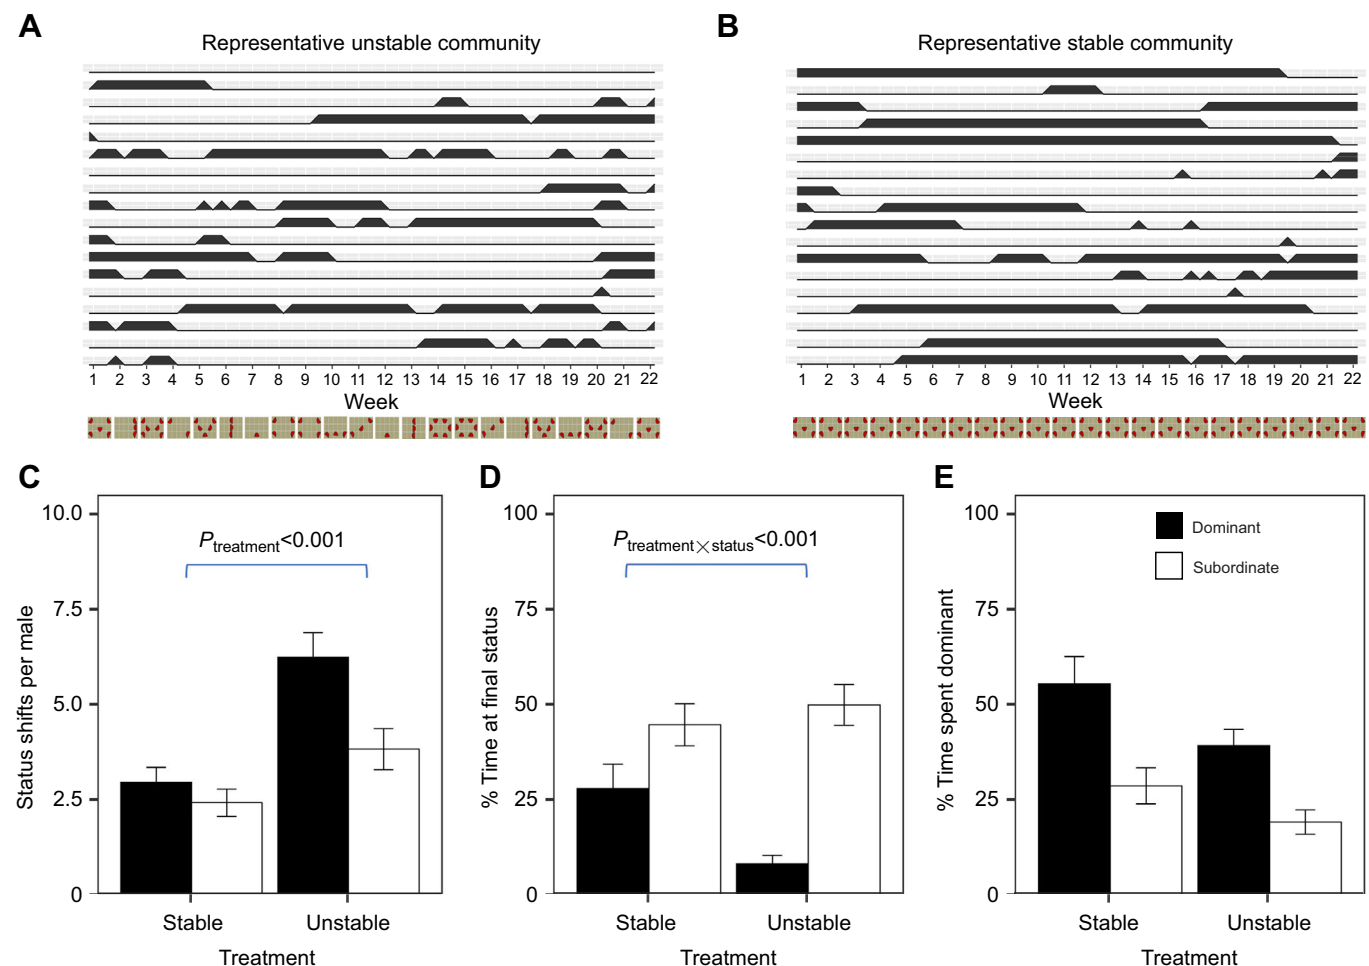 A
Representative unstable community
1 2 3 4 5 6 7 8 9 10 11 12 13 14 15 16 17 18 19 20 21 22
Week
B
Representative stable community
1 2 3 4 5 6 7 8 9 10 11 12 13 14 15 16 17 18 19 20 21 22
Week
C
Status shifts per male
10.0
7.5
5.0
2.5
0
Ptreatment<0.001
Stable Unstable
Treatment
D
% Time at final status
100
75
50
25
0
Ptreatment×status<0.001
Stable Unstable
Treatment
E
% Time spent dominant
100
75
50
25
0
Dominant
Subordinate
Stable Unstable
Treatment